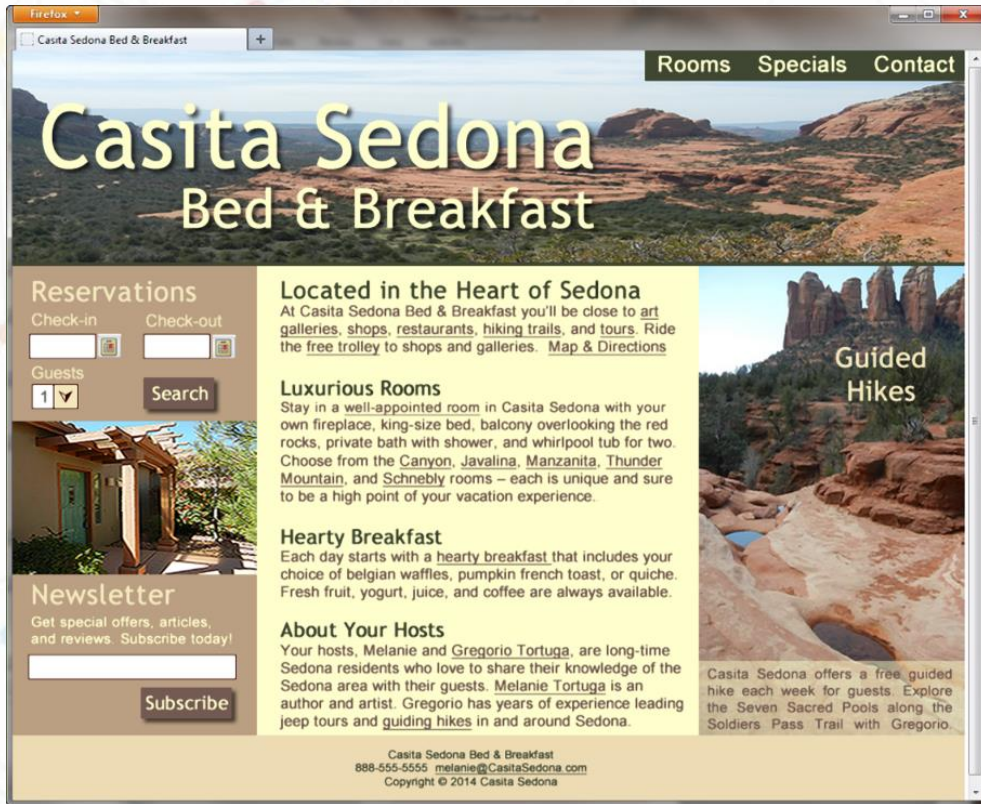 Firefox
Casita Sedona Bed & Breakfast
Rooms Specials Contact
Casita Sedona
Bed & Breakfast
Reservations
Check-in Check-out
Guests
1
Search
Newsletter
Get special offers, articles,
and reviews. Subscribe today!
Subscribe
Located in the Heart of Sedona
At Casita Sedona Bed & Breakfast you'll be close to art
galleries, shops, restaurants, hiking trails, and tours. Ride
the free trolley to shops and galleries. Map & Directions
Luxurious Rooms
Stay in a well-appointed room in Casita Sedona with your
own fireplace, king-size bed, balcony overlooking the red
rocks, private bath with shower, and whirlpool tub for two.
Choose from the Canyon, Javalina, Manzanita, Thunder
Mountain, and Schnebly rooms – each is unique and sure
to be a high point of your vacation experience.
Hearty Breakfast
Each day starts with a hearty breakfast that includes your
choice of belgian waffles, pumpkin french toast, or quiche.
Fresh fruit, yogurt, juice, and coffee are always available.
About Your Hosts
Your hosts, Melanie and Gregorio Tortuga, are long-time
Sedona residents who love to share their knowledge of the
Sedona area with their guests. Melanie Tortuga is an
author and artist. Gregorio has years of experience leading
jeep tours and guiding hikes in and around Sedona.
Guided
Hikes
Casita Sedona offers a free guided
hike each week for guests. Explore
the Seven Sacred Pools along the
Soldiers Pass Trail with Gregorio.
Casita Sedona Bed & Breakfast
888-555-5555 melanie@CasitaSedona.com
Copyright © 2014 Casita Sedona